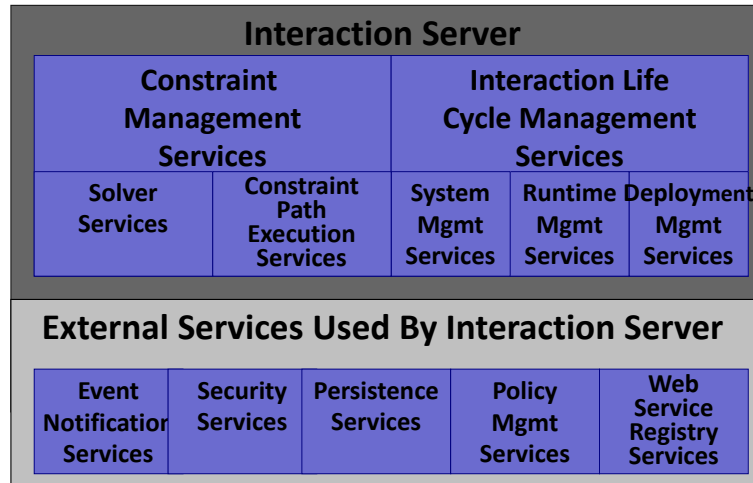 Interaction Server
Constraint
Management
Services
Interaction Life
Cycle Management
Services
Solver
Services
Constraint
Path
Execution
Services
System
Mgmt
Services
Runtime
Mgmt
Services
Deployment
Mgmt
Services
External Services Used By Interaction Server
Event
Notification
Services
Security
Services
Persistence
Services
Policy
Mgmt
Services
Web
Service
Registry
Services